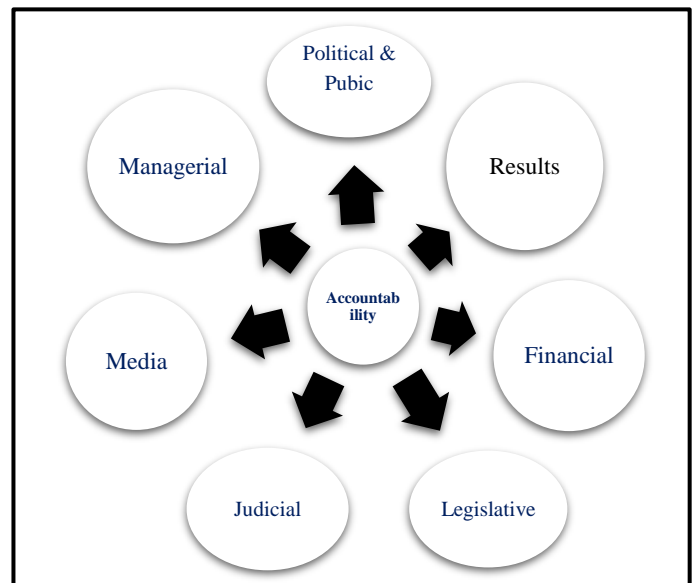 Political &
Pubic
Managerial
Results
Accountab
ility
Media
Financial
Judicial
Legislative